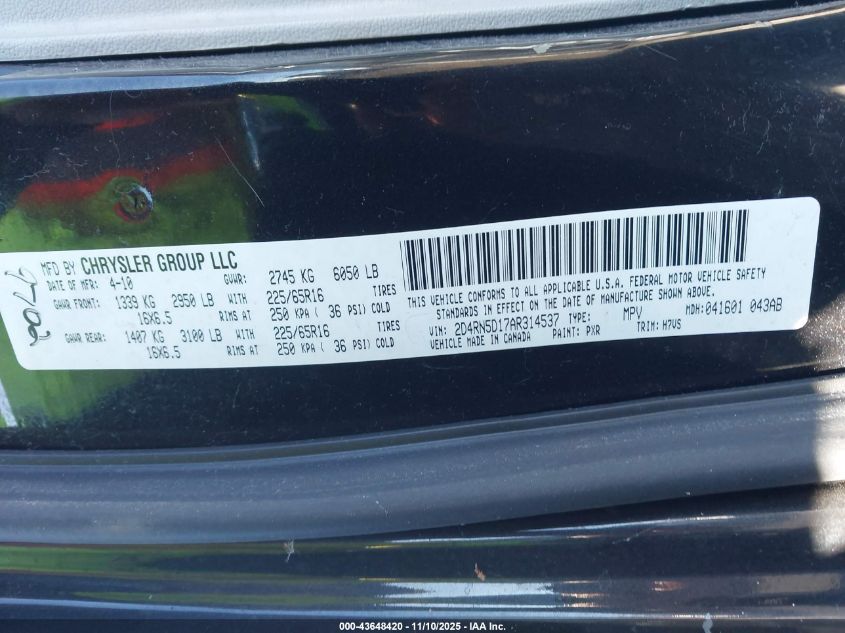 MFD BY CHRYSLER GROUP LLC
DATE OF MFR: 4-10 GVWR: 2745 KG 6050 LB
GAWR FRONT: 1339 KG 2950 LB WITH 225/65R16 TIRES
16X6.5 RIMS AT 250 KPA ( 36 PSI) COLD
GAWR REAR: 1407 KG 3100 LB WITH 225/65R16 TIRES
16X6.5 RIMS AT 250 KPA ( 36 PSI) COLD
THIS VEHICLE CONFORMS TO ALL APPLICABLE U.S.A. FEDERAL MOTOR VEHICLE SAFETY
STANDARDS IN EFFECT ON THE DATE OF MANUFACTURE SHOWN ABOVE.
VIN: 2D4RN5D17AR314537 TYPE: MPV MDH: 041601 043AB
VEHICLE MADE IN CANADA PAINT: PXR TRIM: H7VS
000-43648420 - 11/10/2025 - IAA Inc.